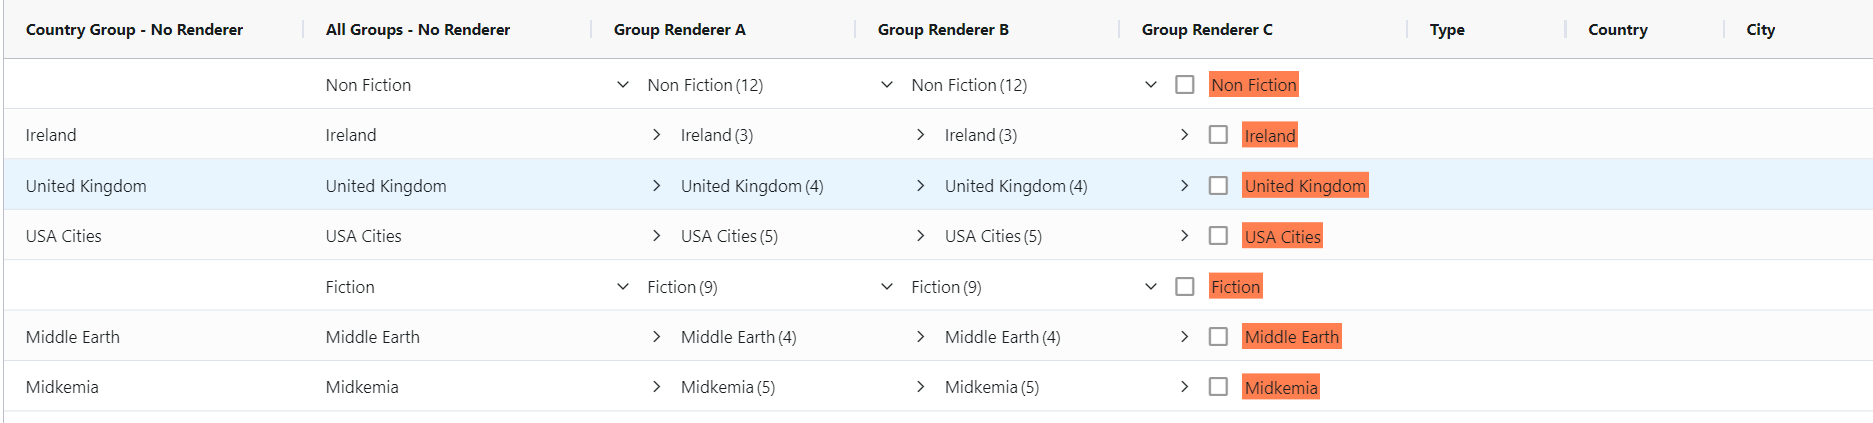 Country Group - No Renderer All Groups - No Renderer Group Renderer A Group Renderer B Group Renderer C Type Country City
Non Fiction Non Fiction (12) Non Fiction (12) Non Fiction
Ireland Ireland Ireland (3) Ireland (3) Ireland
United Kingdom United Kingdom United Kingdom (4) United Kingdom (4) United Kingdom
USA Cities USA Cities USA Cities (5) USA Cities (5) USA Cities
Fiction Fiction (9) Fiction (9) Fiction
Middle Earth Middle Earth Middle Earth (4) Middle Earth (4) Middle Earth
Midkemia Midkemia Midkemia (5) Midkemia (5) Midkemia